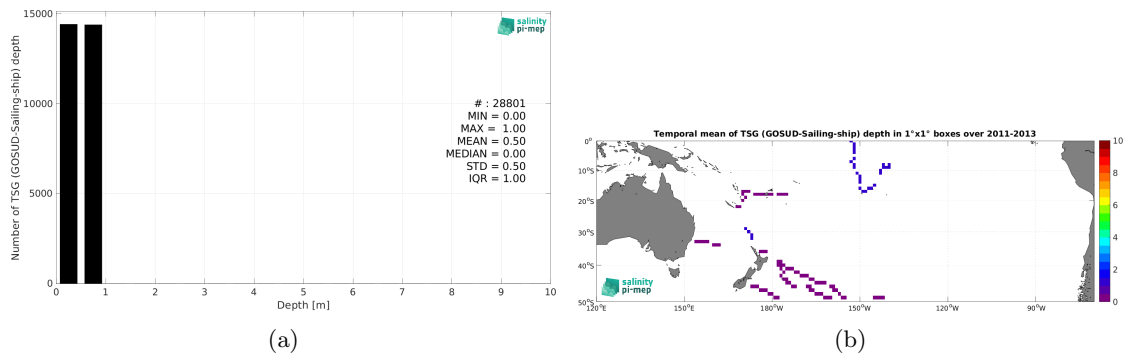 15000
10000
5000
0
Number of TSG (GOSUD-Sailing-ship) depth
salinity
pi-mep
# : 28801
MIN = 0.00
MAX = 1.00
MEAN = 0.50
MEDIAN = 0.00
STD = 0.50
IQR = 1.00
0 1 2 3 4 5 6 7 8 9 10
Depth [m]
(a)
Temporal mean of TSG (GOSUD-Sailing-ship) depth in 1°x1° boxes over 2011-2013
0°
10°S
20°S
30°S
40°S
50°S
120°E 150°E 180°W 150°W 120°W 90°W
salinity
pi-mep
10
8
6
4
2
0
(b)